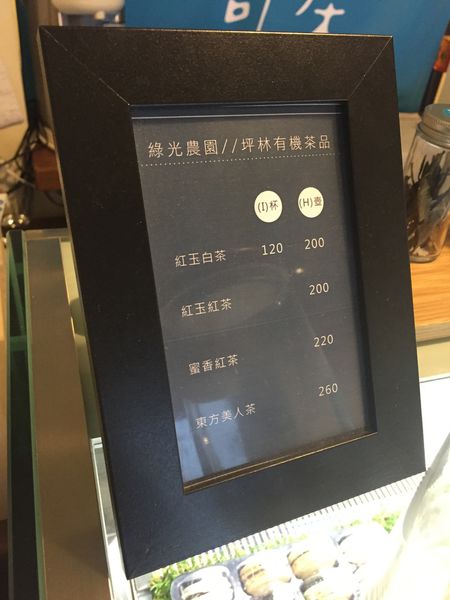 綠光農園//坪林有機茶品
(I)杯 (H)壺
紅玉白茶 120 200
紅玉紅茶 200
蜜香紅茶 220
東方美人茶 260